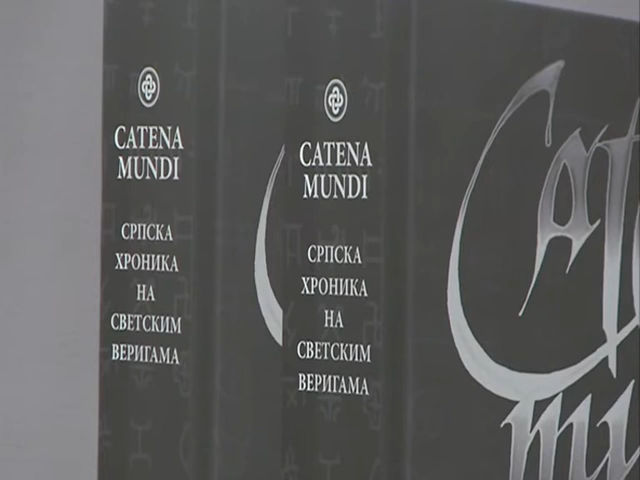 CATENA
MUNDI
СРПСКА
ХРОНИКА
НА
СВЕТСКИМ
ВЕРИГАМА
CATENA
MUNDI
СРПСКА
ХРОНИКА
НА
СВЕТСКИМ
ВЕРИГАМА